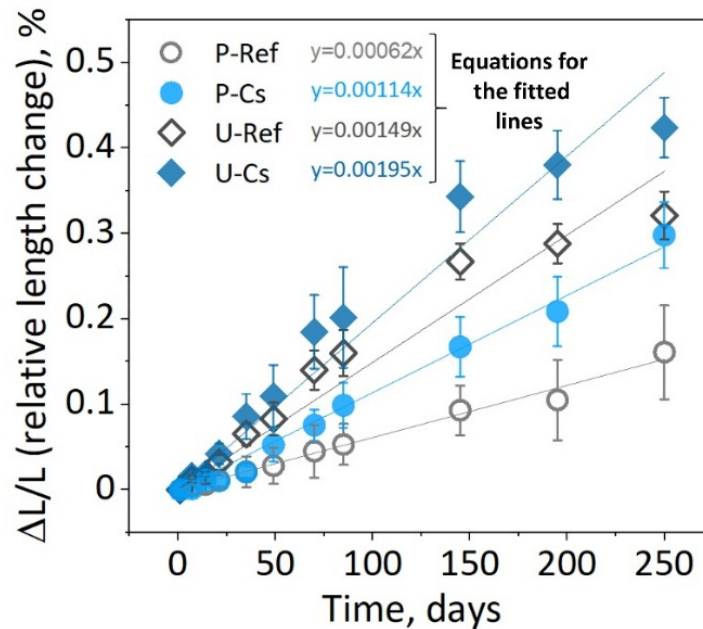 P-Ref y=0.00062x
P-Cs y=0.00114x
U-Ref y=0.00149x
U-Cs y=0.00195x
Equations for
the fitted
lines
ΔL/L (relative length change), %
0.5
0.4
0.3
0.2
0.1
0
0 50 100 150 200 250
Time, days